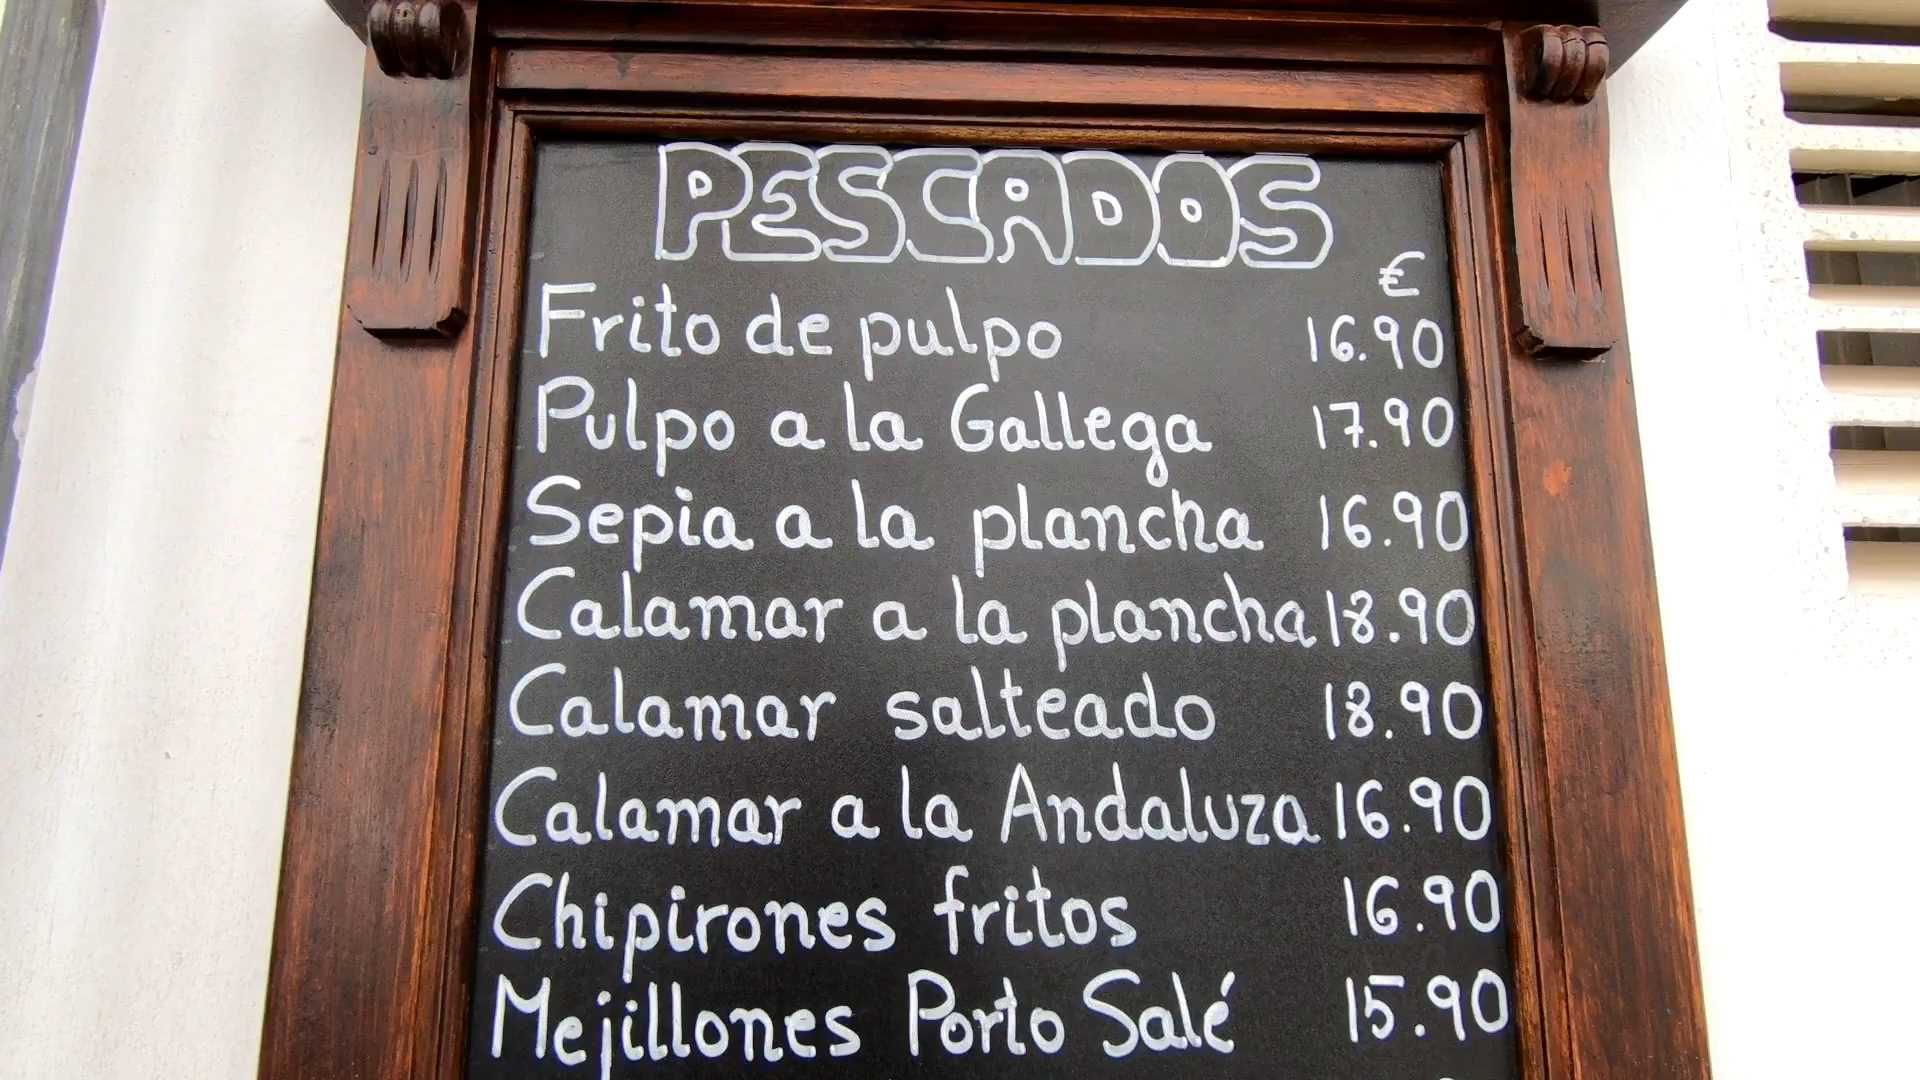 PESCADOS
€
Frito de pulpo 16.90
Pulpo a la Gallega 17.90
Sepia a la plancha 16.90
Calamar a la plancha 18.90
Calamar salteado 18.90
Calamar a la Andaluza 16.90
Chipirones fritos 16.90
Mejillones Porto Salé 15.90